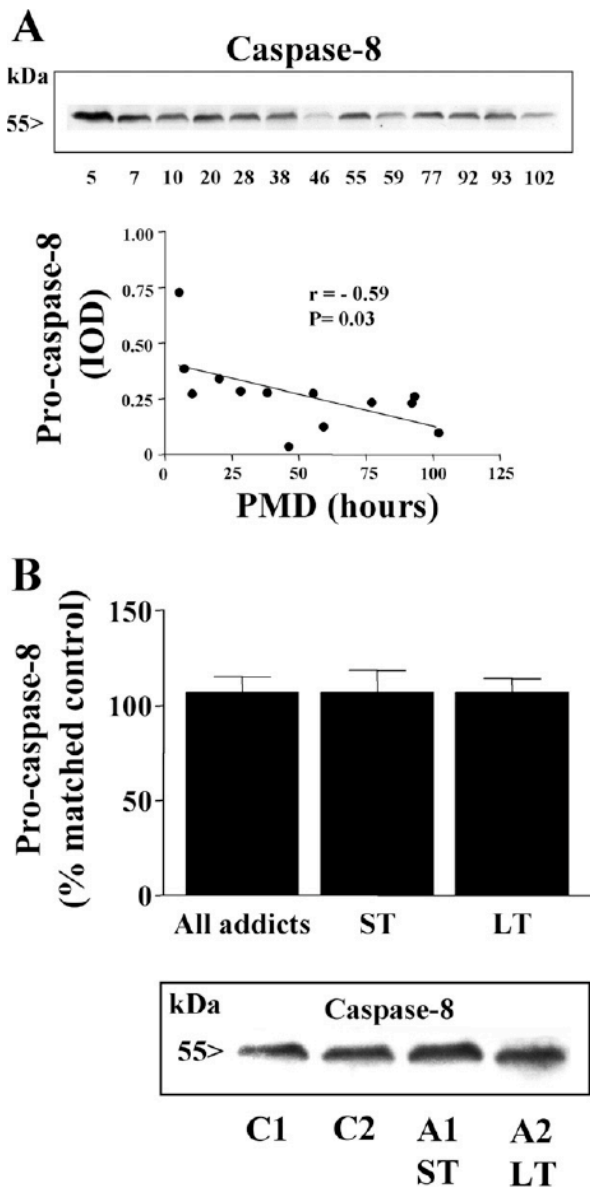 A
Caspase-8
kDa
55>
5 7 10 20 28 38 46 55 59 77 92 93 102
Pro-caspase-8
(IOD)
1.00
0.75
0.50
0.25
0
r = - 0.59
P= 0.03
0 25 50 75 100 125
PMD (hours)
B
Pro-caspase-8
(% matched control)
150
100
50
0
All addicts ST LT
kDa Caspase-8
55>
C1 C2 A1 A2
ST LT